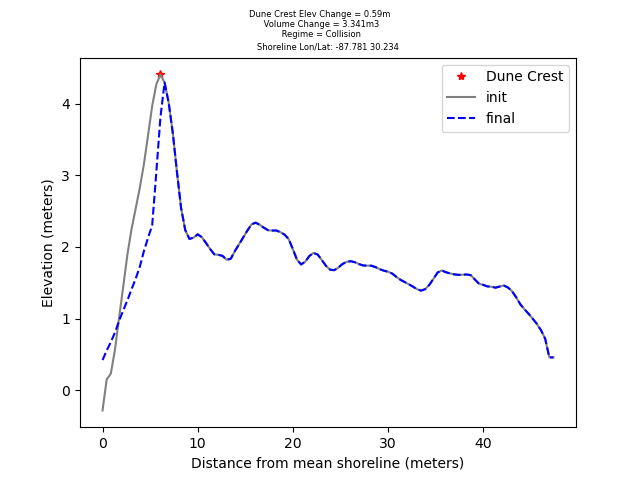 Dune Crest Elev Change = 0.59m
Volume Change = 3.341m3
Regime = Collision
Shoreline Lon/Lat: -87.781 30.234
Dune Crest
init
final
4
3
2
1
0
Elevation (meters)
0 10 20 30 40
Distance from mean shoreline (meters)